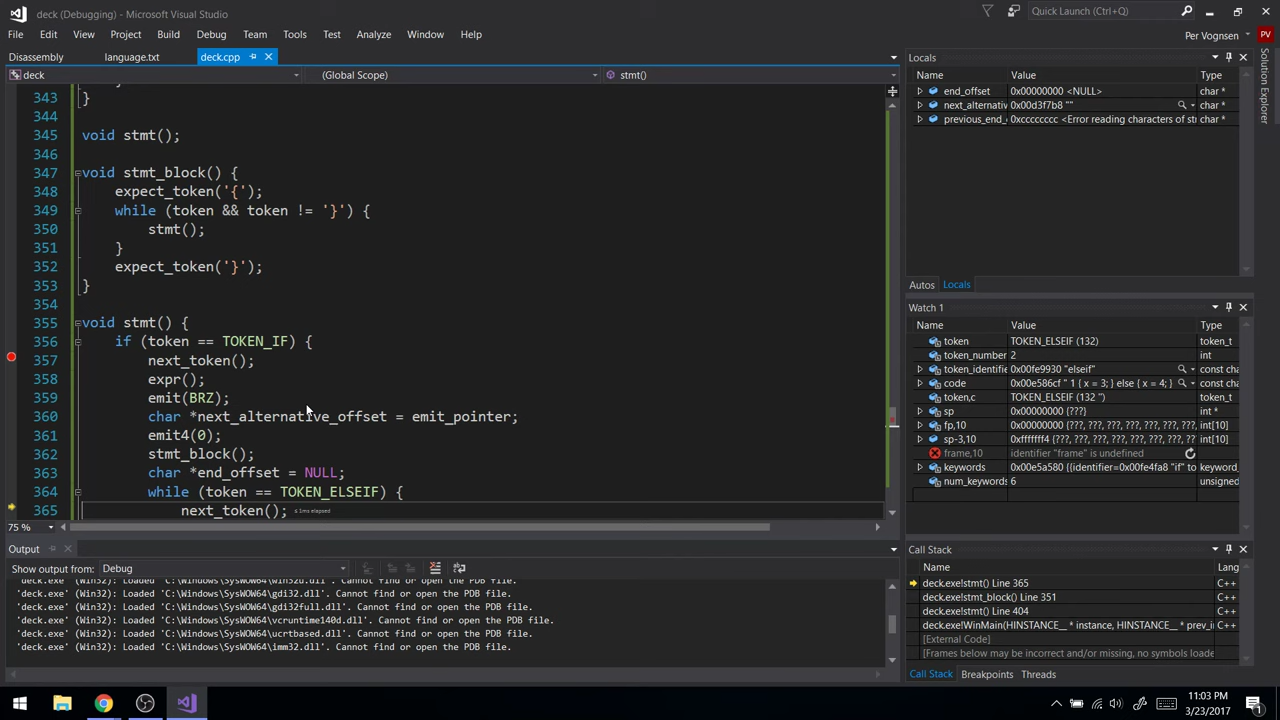 deck (Debugging) - Microsoft Visual Studio
Quick Launch (Ctrl+Q)
File Edit View Project Build Debug Team Tools Test Analyze Window Help
Per Vognsen PV
Disassembly language.txt deck.cpp
deck (Global Scope) stmt()
343 }
344
345 void stmt();
346
347 void stmt_block() {
348 expect_token('{');
349 while (token && token != '}') {
350 stmt();
351 }
352 expect_token('}');
353 }
354
355 void stmt() {
356 if (token == TOKEN_IF) {
357 next_token();
358 expr();
359 emit(BRZ);
360 char *next_alternative_offset = emit_pointer;
361 emit4(0);
362 stmt_block();
363 char *end_offset = NULL;
364 while (token == TOKEN_ELSEIF) {
365 next_token(); ≤ 1ms elapsed
75 %
Output
Show output from: Debug
'deck.exe' (Win32): Loaded 'C:\Windows\SysWOW64\win32u.dll'. Cannot find or open the PDB file.
'deck.exe' (Win32): Loaded 'C:\Windows\SysWOW64\gdi32.dll'. Cannot find or open the PDB file.
'deck.exe' (Win32): Loaded 'C:\Windows\SysWOW64\gdi32full.dll'. Cannot find or open the PDB file.
'deck.exe' (Win32): Loaded 'C:\Windows\SysWOW64\vcruntime140d.dll'. Cannot find or open the PDB file.
'deck.exe' (Win32): Loaded 'C:\Windows\SysWOW64\ucrtbased.dll'. Cannot find or open the PDB file.
'deck.exe' (Win32): Loaded 'C:\Windows\SysWOW64\imm32.dll'. Cannot find or open the PDB file.
Locals
Name Value Type
end_offset 0x00000000 <NULL> char *
next_alternativ 0x00d3f7b8 "" char *
previous_end_ 0xcccccccc <Error reading characters of st char *
Autos Locals
Watch 1
Name Value Type
token TOKEN_ELSEIF (132) token_t
token_number 2 int
token_identifie 0x00fe9930 "elseif" const char
code 0x00e586cf " 1 { x = 3; } else { x = 4; } const char
token,c TOKEN_ELSEIF (132 '') token_t
sp 0x00000000 {???} int *
fp,10 0x00000000 {???, ???, ???, ???, ???, ???, int[10]
sp-3,10 0xfffffff4 {???, ???, ???, ???, ???, ???, int[10]
frame,10 identifier "frame" is undefined
keywords 0x00e5a580 {{identifier=0x00fe4fa8 "if" to keyword_
num_keywords 6 unsigned
Call Stack
Name Lang
deck.exe!stmt() Line 365 C++
deck.exe!stmt_block() Line 351 C++
deck.exe!stmt() Line 404 C++
deck.exe!WinMain(HINSTANCE__ * instance, HINSTANCE__ * prev_in C++
[External Code]
[Frames below may be incorrect and/or missing, no symbols loade
Call Stack Breakpoints Threads
Solution Explorer
11:03 PM
3/23/2017